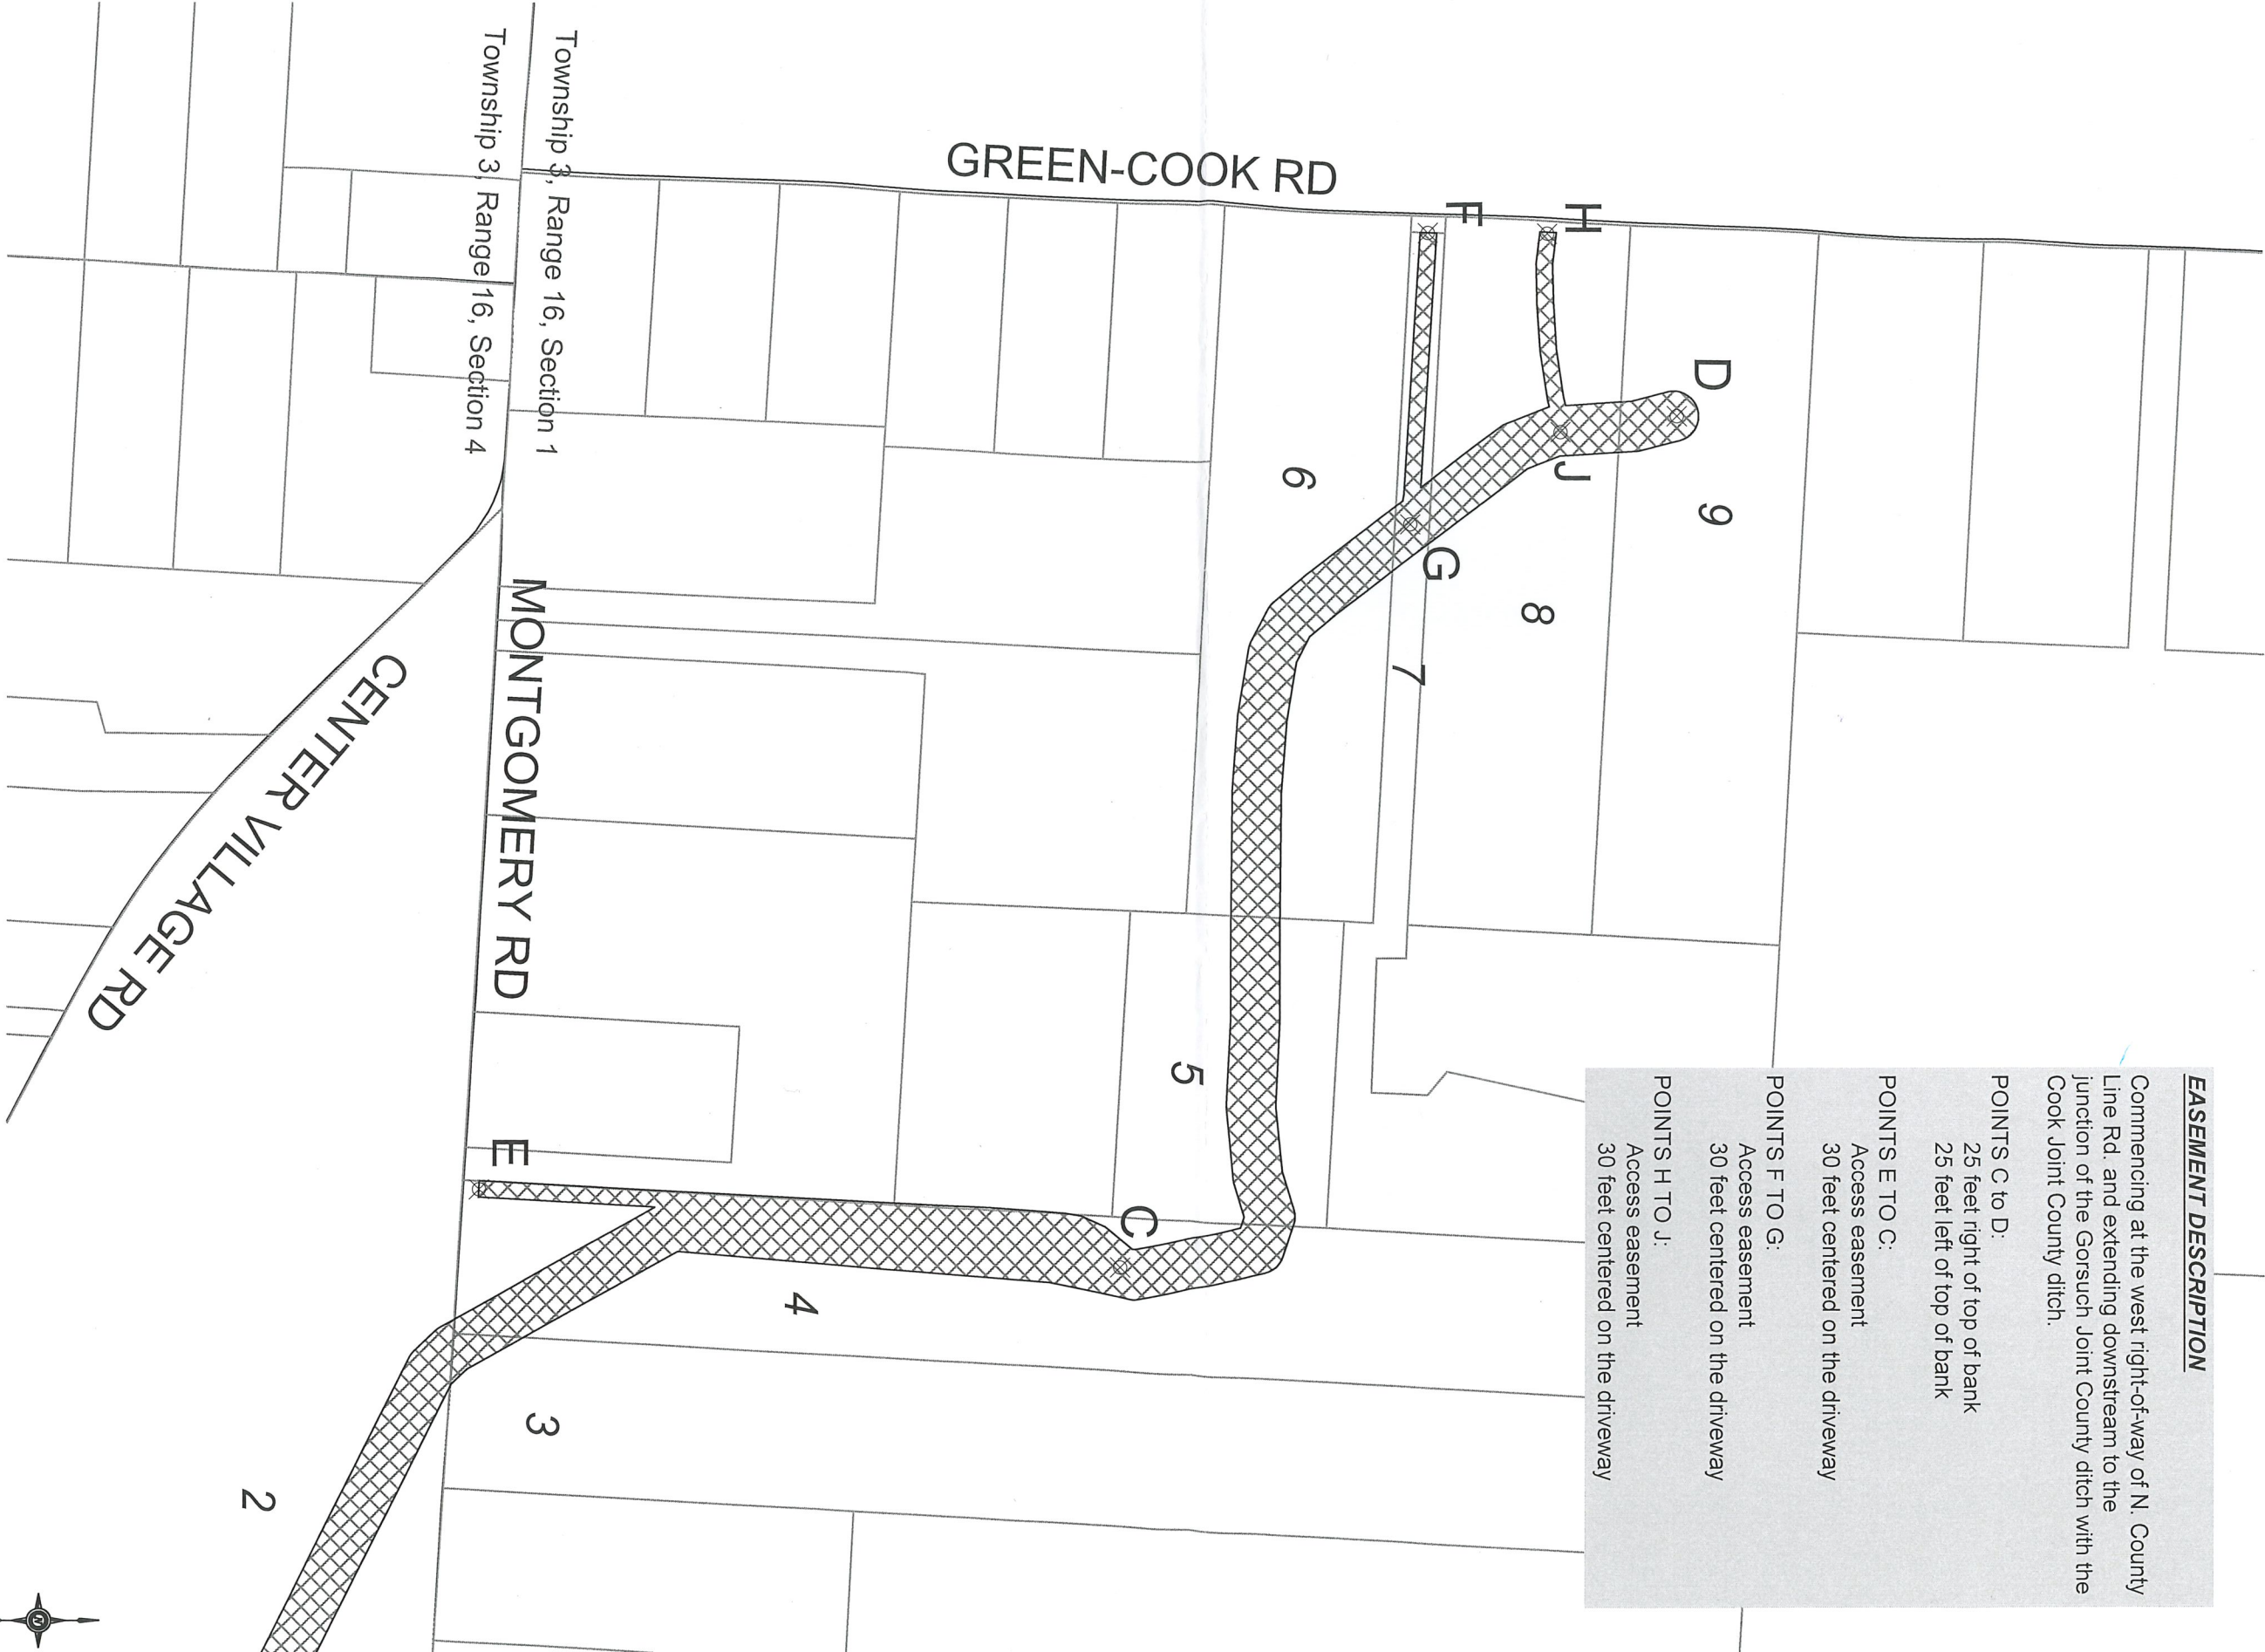 EASEMENT DESCRIPTION
Commencing at the west right-of-way of N. County
Line Rd. and extending downstream to the
junction of the Gorsuch Joint County ditch with the
Cook Joint County ditch.
POINTS C to D:
25 feet right of top of bank
25 feet left of top of bank
POINTS E TO C:
Access easement
30 feet centered on the driveway
POINTS F TO G:
Access easement
30 feet centered on the driveway
POINTS H TO J:
Access easement
30 feet centered on the driveway
GREEN-COOK RD
H
F
D
J
9
6
G
8
7
Township 3, Range 16, Section 1
Township 3, Range 16, Section 4
MONTGOMERY RD
CENTER VILLAGE RD
5
C
E
4
3
2
N